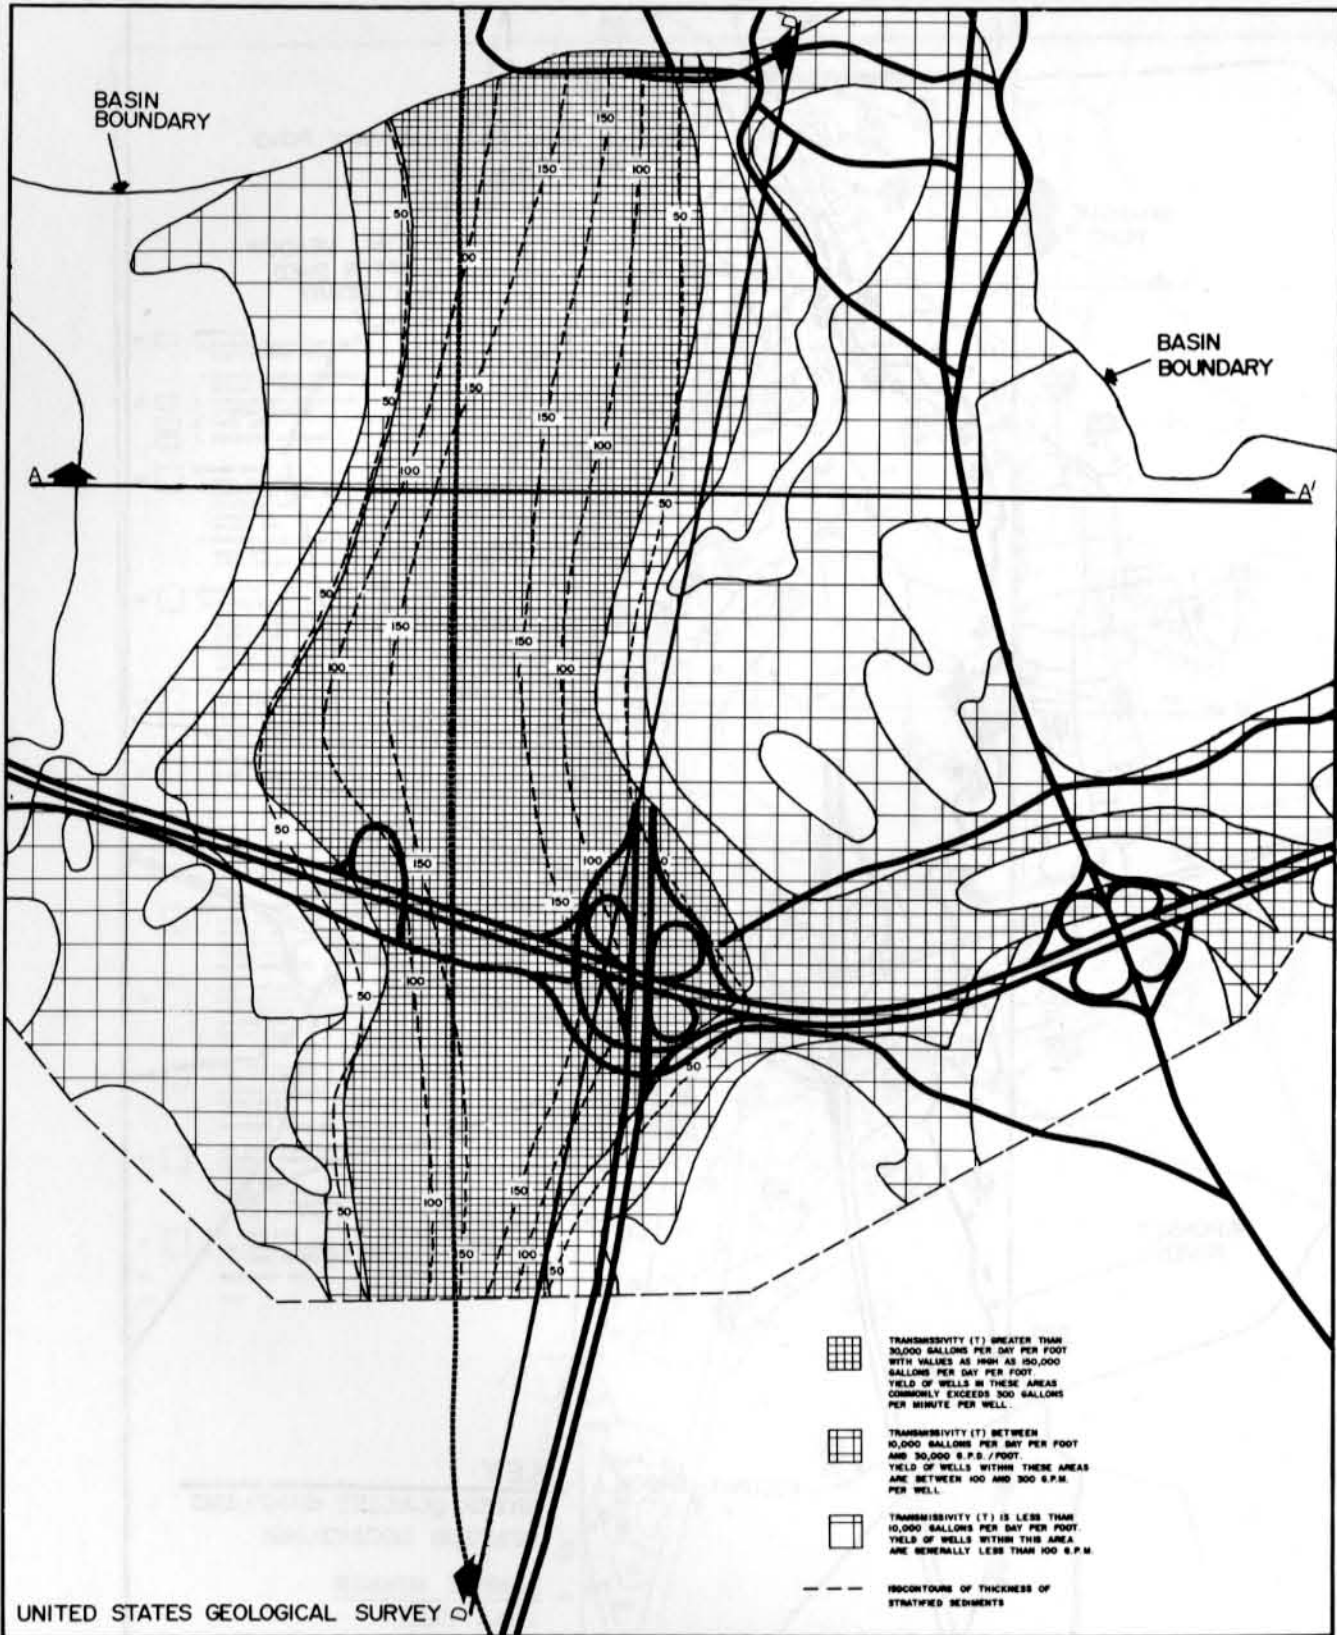 BASIN
BOUNDARY
150
150
100
50
50
100
BASIN
BOUNDARY
150
50
150
100
100
A
A'
50
50
150
150
100
100
50
150
100
150
100
50
50
150
100
50
150
50
100
50
TRANSMISSIVITY (T) GREATER THAN
30,000 GALLONS PER DAY PER FOOT
WITH VALUES AS HIGH AS 150,000
GALLONS PER DAY PER FOOT.
YIELD OF WELLS IN THESE AREAS
COMMONLY EXCEEDS 300 GALLONS
PER MINUTE PER WELL.
TRANSMISSIVITY (T) BETWEEN
10,000 GALLONS PER DAY PER FOOT
AND 30,000 G.P.D./FOOT.
YIELD OF WELLS WITHIN THESE AREAS
ARE BETWEEN 100 AND 300 G.P.M.
PER WELL.
TRANSMISSIVITY (T) IS LESS THAN
10,000 GALLONS PER DAY PER FOOT.
YIELD OF WELLS WITHIN THIS AREA
ARE GENERALLY LESS THAN 100 G.P.M.
ISOCONTOURS OF THICKNESS OF
STRATIFIED SEDIMENTS
UNITED STATES GEOLOGICAL SURVEY